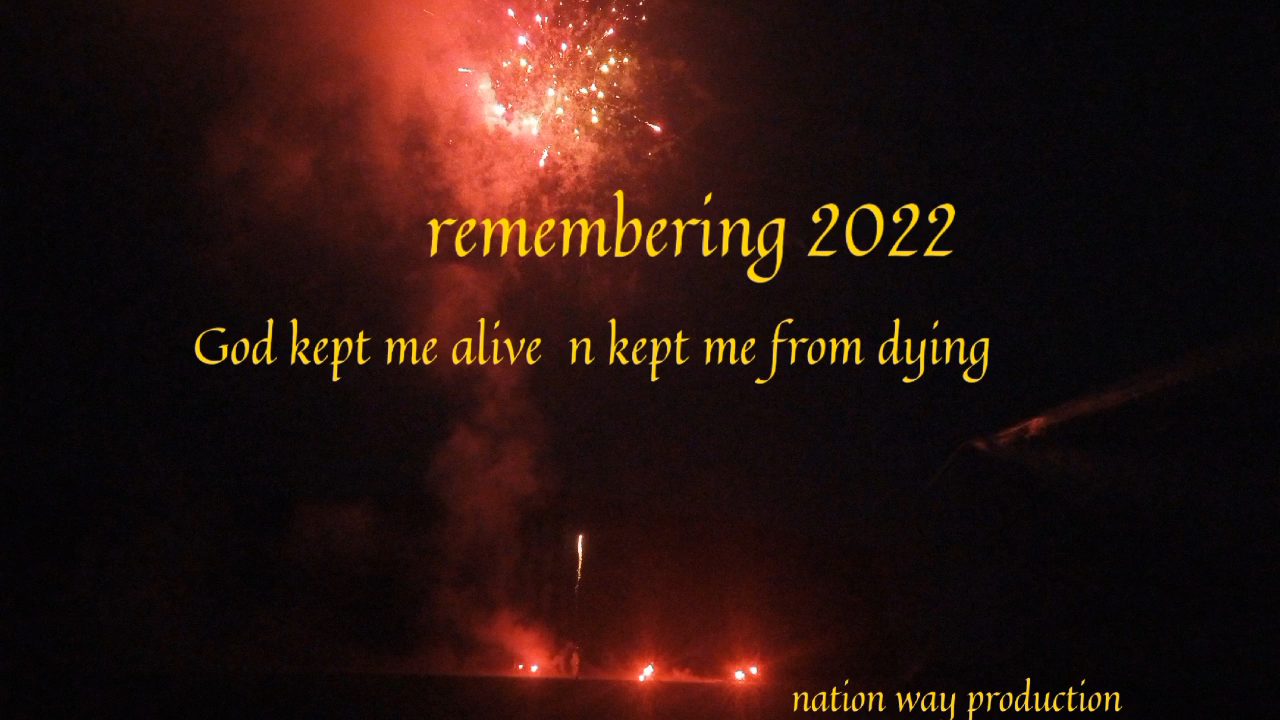 remembering 2022
God kept me alive n kept me from dying
nation way production